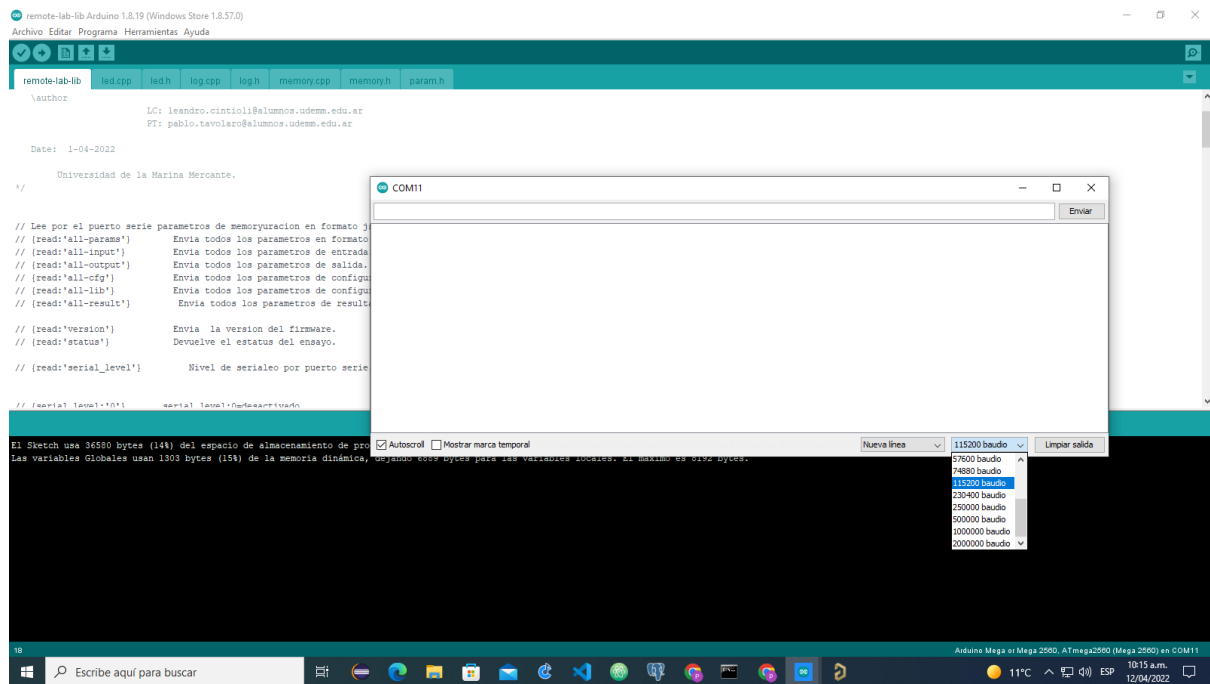 remote-lab-lib Arduino 1.8.19 (Windows Store 1.8.57.0)
Archivo Editar Programa Herramientas Ayuda
remote-lab-lib led.cpp led.h log.cpp log.h memory.cpp memory.h param.h
\author
LC: leandro.cintioli@alumnos.udemm.edu.ar
PT: pablo.tavolaro@alumnos.udemm.edu.ar
Date: 1-04-2022
Universidad de la Marina Mercante.
*/
// Lee por el puerto serie parametros de memoryuracion en formato j
// {read:'all-params'} Envia todos los parametros en formato
// {read:'all-input'} Envia todos los parametros de entrada
// {read:'all-output'} Envia todos los parametros de salida.
// {read:'all-cfg'} Envia todos los parametros de configu
// {read:'all-lib'} Envia todos los parametros de configu
// {read:'all-result'} Envia todos los parametros de result
// {read:'version'} Envia la version del firmware.
// {read:'status'} Devuelve el estatus del ensayo.
// {read:'serial_level'} Nivel de serialeo por puerto serie
// {serial_level:'0'} serial_level:0=desactivado
COM11
Enviar
Autoscroll Mostrar marca temporal Nueva línea 115200 baudio Limpiar salida
57600 baudio
74880 baudio
115200 baudio
230400 baudio
250000 baudio
500000 baudio
1000000 baudio
2000000 baudio
El Sketch usa 36580 bytes (14%) del espacio de almacenamiento de pro
Las variables Globales usan 1303 bytes (15%) de la memoria dinámica, dejando 6889 bytes para las variables locales. El máximo es 8192 bytes.
18
Arduino Mega or Mega 2560, ATmega2560 (Mega 2560) en COM11
Escribe aquí para buscar
11°C ESP 10:15 a.m.
12/04/2022